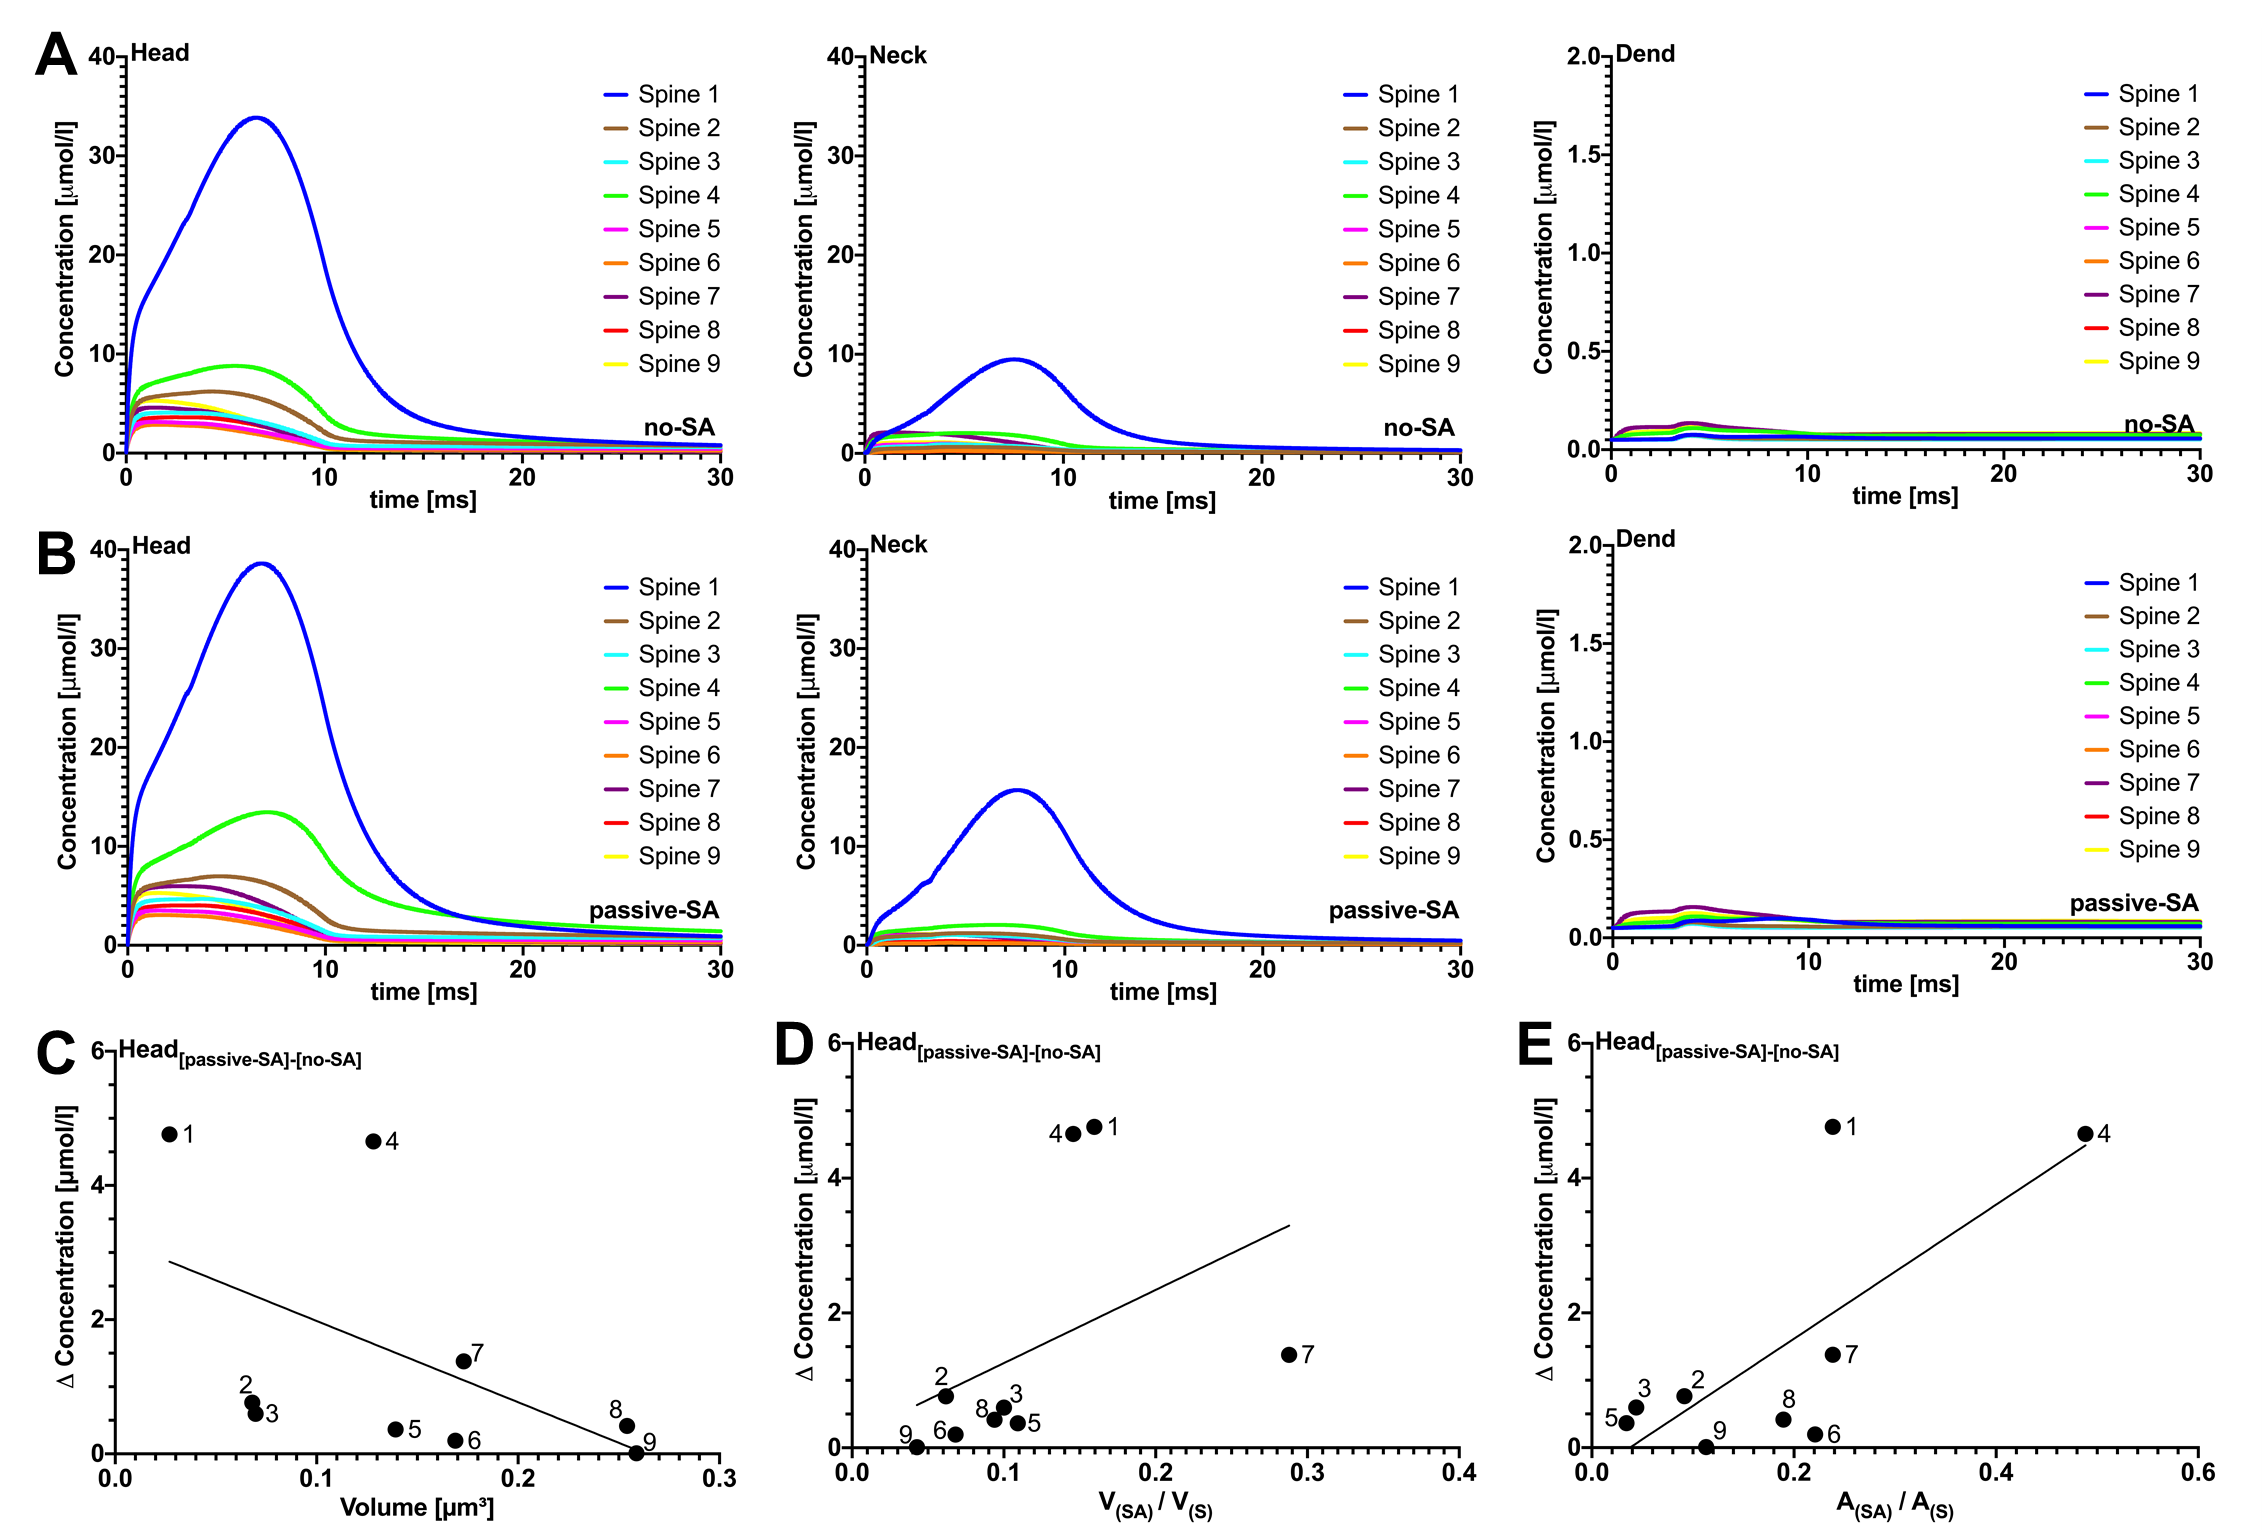 A
Head
40
30
20
10
0
Concentration [µmol/l]
Spine 1
Spine 2
Spine 3
Spine 4
Spine 5
Spine 6
Spine 7
Spine 8
Spine 9
no-SA
0 10 20 30
time [ms]
Neck
40
30
20
10
0
Concentration [µmol/l]
Spine 1
Spine 2
Spine 3
Spine 4
Spine 5
Spine 6
Spine 7
Spine 8
Spine 9
no-SA
0 10 20 30
time [ms]
Dend
2.0
1.5
1.0
0.5
0.0
Concentration [µmol/l]
Spine 1
Spine 2
Spine 3
Spine 4
Spine 5
Spine 6
Spine 7
Spine 8
Spine 9
no-SA
0 10 20 30
time [ms]
B
Head
40
30
20
10
0
Concentration [µmol/l]
Spine 1
Spine 2
Spine 3
Spine 4
Spine 5
Spine 6
Spine 7
Spine 8
Spine 9
passive-SA
0 10 20 30
time [ms]
Neck
40
30
20
10
0
Concentration [µmol/l]
Spine 1
Spine 2
Spine 3
Spine 4
Spine 5
Spine 6
Spine 7
Spine 8
Spine 9
passive-SA
0 10 20 30
time [ms]
Dend
2.0
1.5
1.0
0.5
0.0
Concentration [µmol/l]
Spine 1
Spine 2
Spine 3
Spine 4
Spine 5
Spine 6
Spine 7
Spine 8
Spine 9
passive-SA
0 10 20 30
time [ms]
C
Head[passive-SA]-[no-SA]
6
4
2
0
Δ Concentration [µmol/l]
1
4
7
2
3
8
5
6
9
0.0 0.1 0.2 0.3
Volume [µm³]
D
Head[passive-SA]-[no-SA]
6
4
2
0
Δ Concentration [µmol/l]
4
1
7
2
3
8
5
9
6
0.0 0.1 0.2 0.3 0.4
V(SA) / V(S)
E
Head[passive-SA]-[no-SA]
6
4
2
0
Δ Concentration [µmol/l]
1
4
7
3
2
8
5
9
6
0.0 0.2 0.4 0.6
A(SA) / A(S)